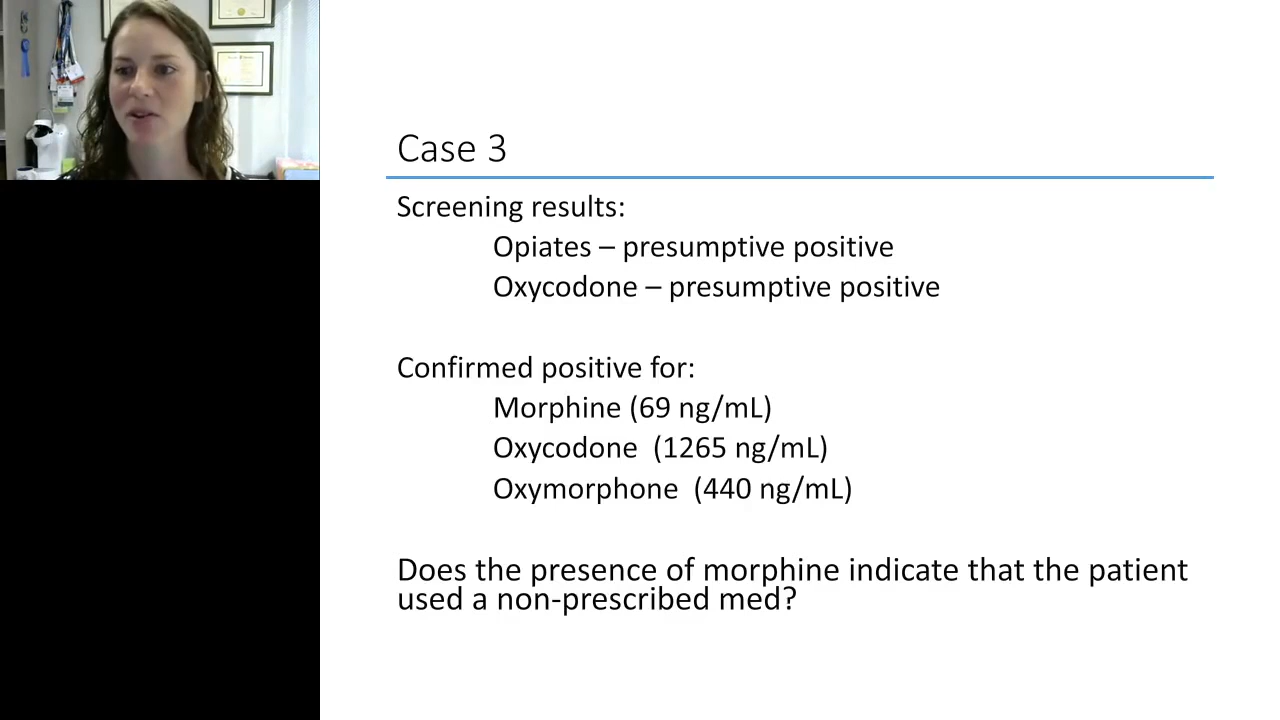 Case 3
Screening results:
Opiates – presumptive positive
Oxycodone – presumptive positive
Confirmed positive for:
Morphine (69 ng/mL)
Oxycodone  (1265 ng/mL)
Oxymorphone  (440 ng/mL)
Does the presence of morphine indicate that the patient
used a non-prescribed med?